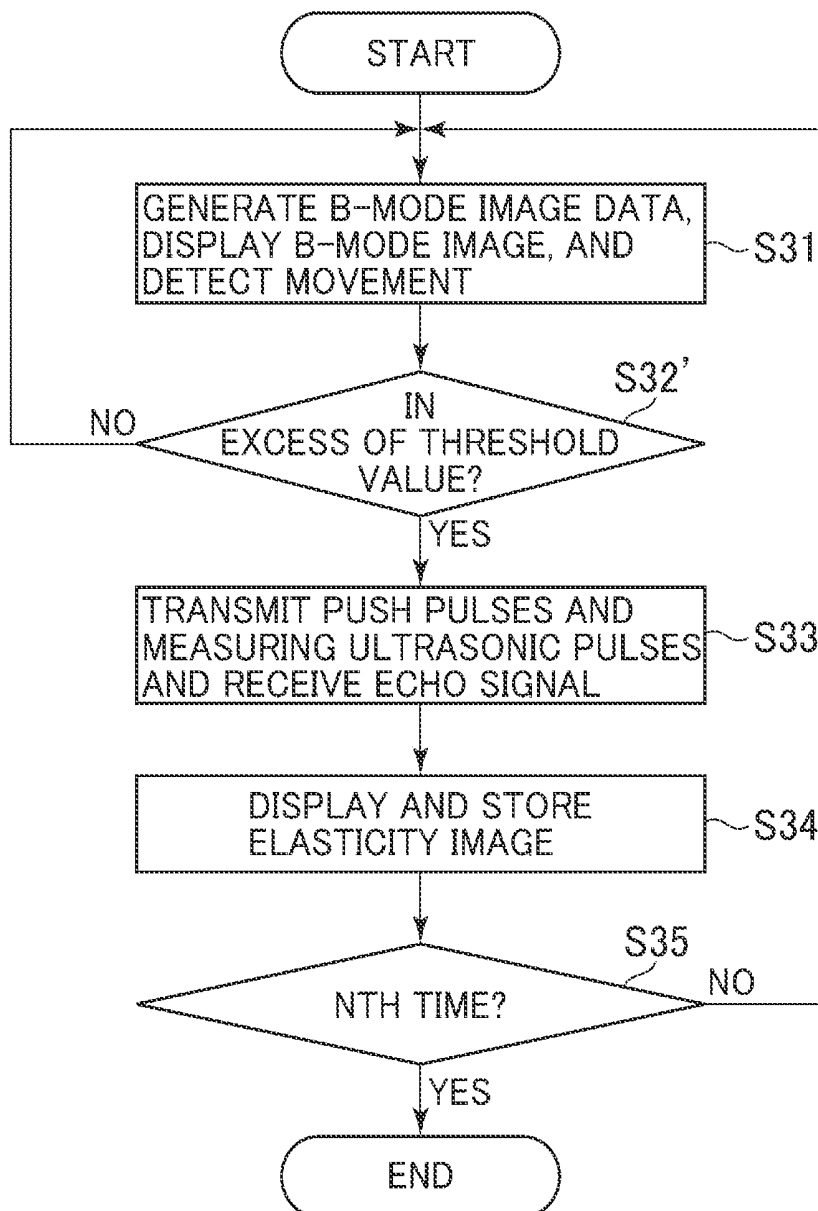 START
GENERATE B-MODE IMAGE DATA,
DISPLAY B-MODE IMAGE, AND
DETECT MOVEMENT
S31
S32'
IN
EXCESS OF THRESHOLD
VALUE?
NO
YES
TRANSMIT PUSH PULSES AND
MEASURING ULTRASONIC PULSES
AND RECEIVE ECHO SIGNAL
S33
DISPLAY AND STORE
ELASTICITY IMAGE
S34
S35
NTH TIME?
NO
YES
END